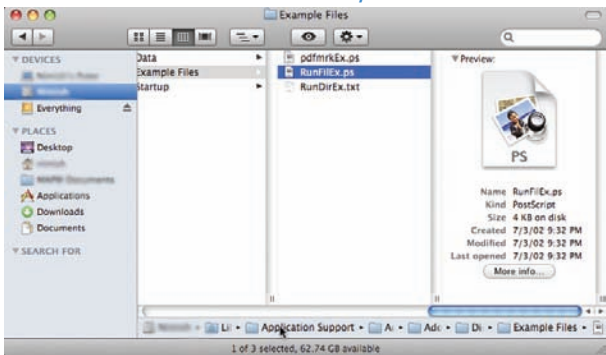 Example Files
DEVICES
Everything
PLACES
Desktop
Applications
Downloads
Documents
SEARCH FOR
Data
Example Files
Startup
pdfmrkEx.ps
RunFilEx.ps
RunDirEx.txt
Preview:
PS
Name RunFilEx.ps
Kind PostScript
Size 4 KB on disk
Created 7/3/02 9:32 PM
Modified 7/3/02 9:32 PM
Last opened 7/3/02 9:32 PM
More info...
Li Application Support A Adc Di Example Files
1 of 3 selected, 62.74 GB available